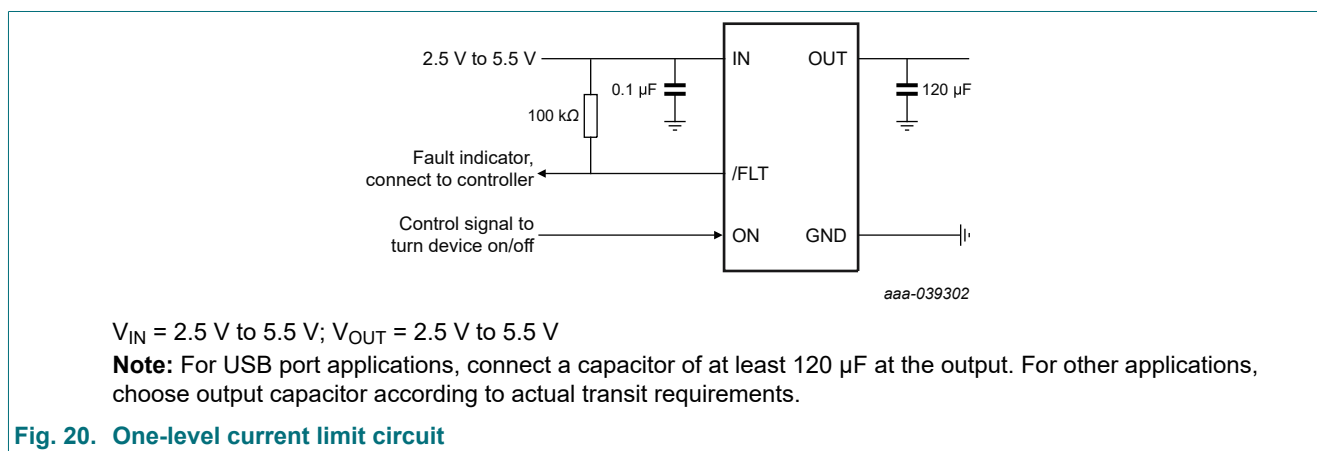 2.5 V to 5.5 V
IN
OUT
0.1 µF
120 µF
100 kΩ
Fault indicator,
connect to controller
/FLT
Control signal to
turn device on/off
ON
GND
aaa-039302
V_IN = 2.5 V to 5.5 V; V_OUT = 2.5 V to 5.5 V
Note: For USB port applications, connect a capacitor of at least 120 µF at the output. For other applications,
choose output capacitor according to actual transit requirements.
Fig. 20. One-level current limit circuit